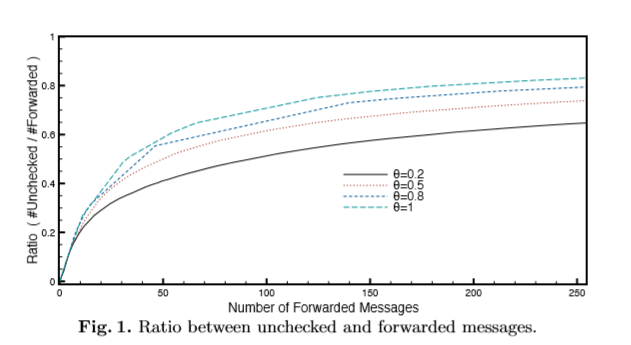 1
0.8
0.6
0.4
0.2
0
Ratio ( #Unchecked / #Forwarded )
θ=0.2
θ=0.5
θ=0.8
θ=1
0 50 100 150 200 250
Number of Forwarded Messages
Fig. 1. Ratio between unchecked and forwarded messages.